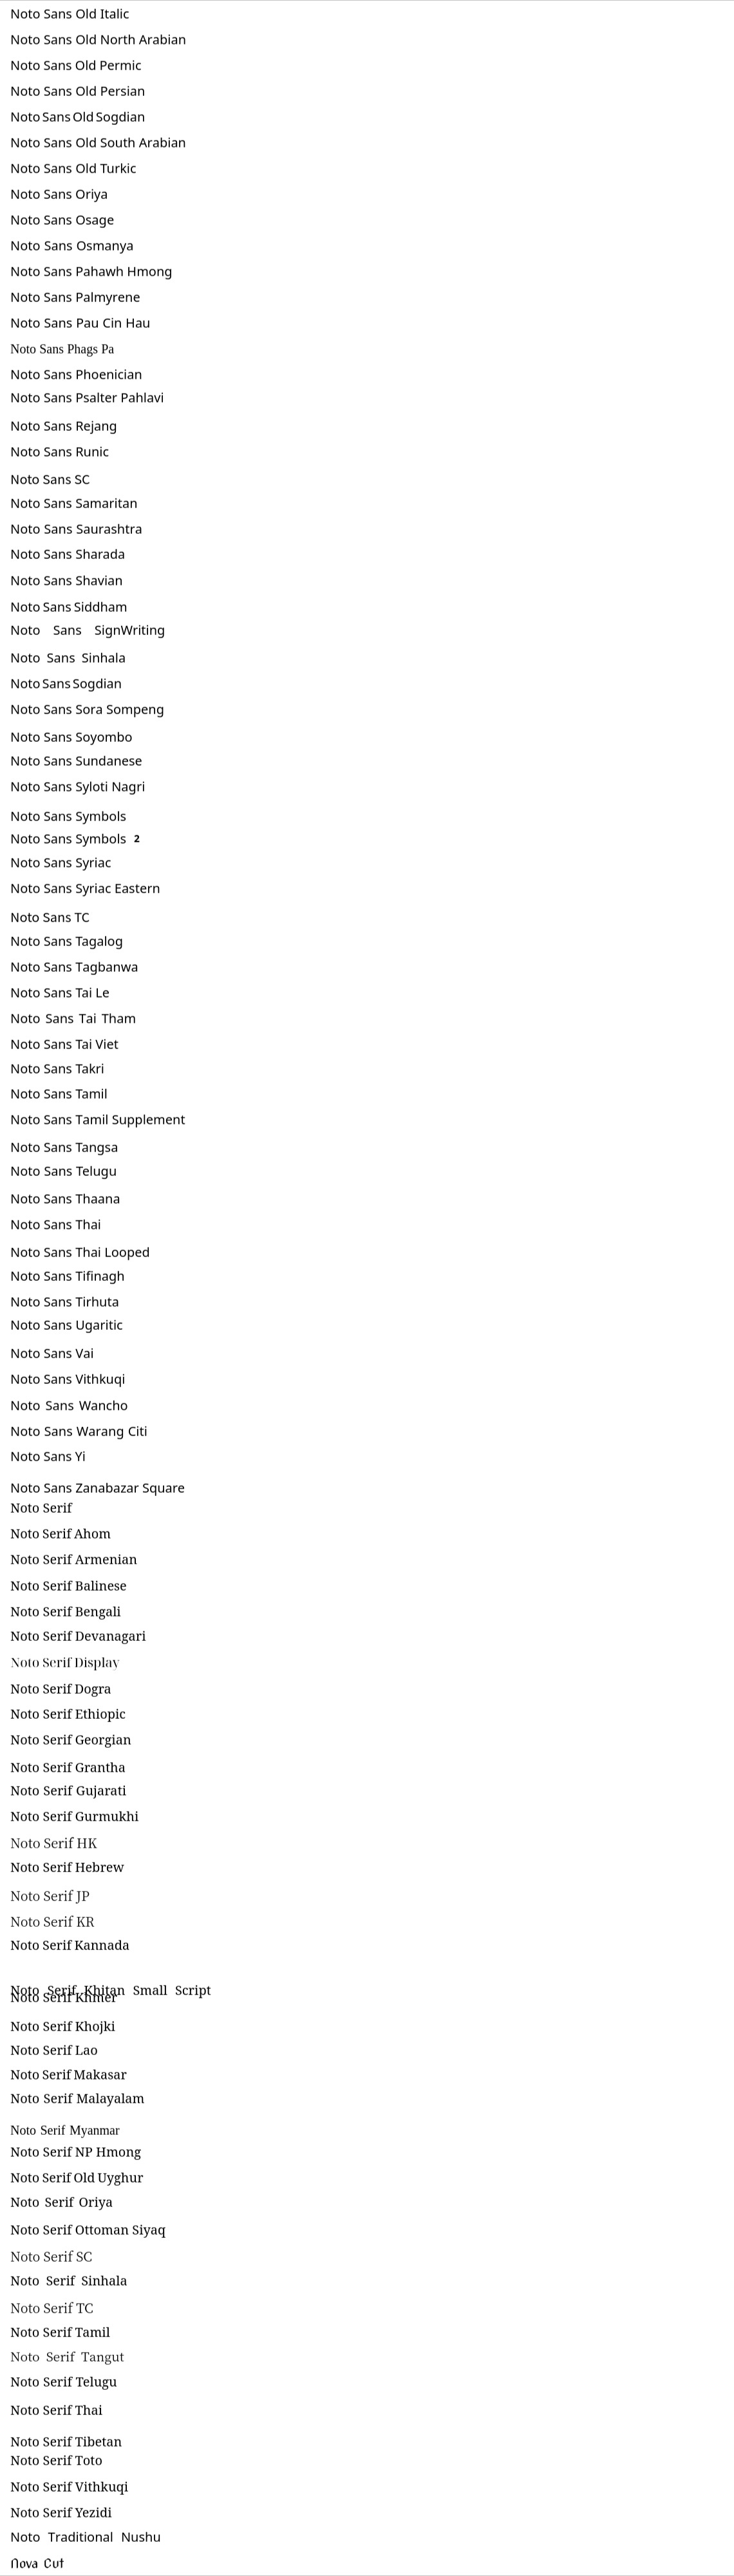 Noto Sans Old Italic
Noto Sans Old North Arabian
Noto Sans Old Permic
Noto Sans Old Persian
Noto Sans Old Sogdian
Noto Sans Old South Arabian
Noto Sans Old Turkic
Noto Sans Oriya
Noto Sans Osage
Noto Sans Osmanya
Noto Sans Pahawh Hmong
Noto Sans Palmyrene
Noto Sans Pau Cin Hau
Noto Sans Phags Pa
Noto Sans Phoenician
Noto Sans Psalter Pahlavi
Noto Sans Rejang
Noto Sans Runic
Noto Sans SC
Noto Sans Samaritan
Noto Sans Saurashtra
Noto Sans Sharada
Noto Sans Shavian
Noto Sans Siddham
Noto Sans SignWriting
Noto Sans Sinhala
Noto Sans Sogdian
Noto Sans Sora Sompeng
Noto Sans Soyombo
Noto Sans Sundanese
Noto Sans Syloti Nagri
Noto Sans Symbols
Noto Sans Symbols 2
Noto Sans Syriac
Noto Sans Syriac Eastern
Noto Sans TC
Noto Sans Tagalog
Noto Sans Tagbanwa
Noto Sans Tai Le
Noto Sans Tai Tham
Noto Sans Tai Viet
Noto Sans Takri
Noto Sans Tamil
Noto Sans Tamil Supplement
Noto Sans Tangsa
Noto Sans Telugu
Noto Sans Thaana
Noto Sans Thai
Noto Sans Thai Looped
Noto Sans Tifinagh
Noto Sans Tirhuta
Noto Sans Ugaritic
Noto Sans Vai
Noto Sans Vithkuqi
Noto Sans Wancho
Noto Sans Warang Citi
Noto Sans Yi
Noto Sans Zanabazar Square
Noto Serif
Noto Serif Ahom
Noto Serif Armenian
Noto Serif Balinese
Noto Serif Bengali
Noto Serif Devanagari
Noto Serif Display
Noto Serif Dogra
Noto Serif Ethiopic
Noto Serif Georgian
Noto Serif Grantha
Noto Serif Gujarati
Noto Serif Gurmukhi
Noto Serif HK
Noto Serif Hebrew
Noto Serif JP
Noto Serif KR
Noto Serif Kannada
Noto Serif Khitan Small Script
Noto Serif Khmer
Noto Serif Khojki
Noto Serif Lao
Noto Serif Makasar
Noto Serif Malayalam
Noto Serif Myanmar
Noto Serif NP Hmong
Noto Serif Old Uyghur
Noto Serif Oriya
Noto Serif Ottoman Siyaq
Noto Serif SC
Noto Serif Sinhala
Noto Serif TC
Noto Serif Tamil
Noto Serif Tangut
Noto Serif Telugu
Noto Serif Thai
Noto Serif Tibetan
Noto Serif Toto
Noto Serif Vithkuqi
Noto Serif Yezidi
Noto Traditional Nushu
Nova Cut